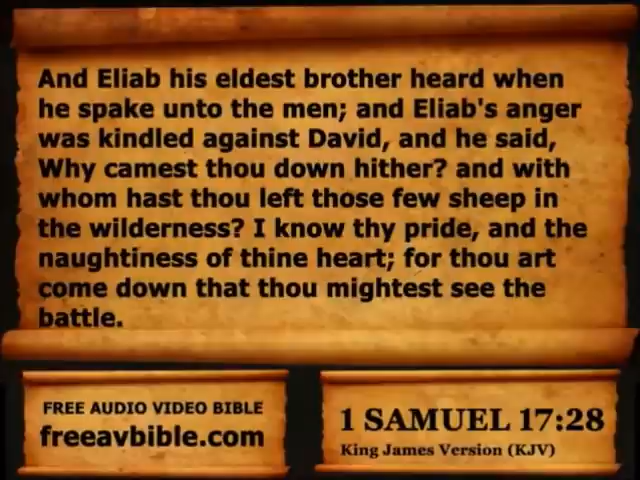 And Eliab his eldest brother heard when
he spake unto the men; and Eliab's anger
was kindled against David, and he said,
Why camest thou down hither? and with
whom hast thou left those few sheep in
the wilderness? I know thy pride, and the
naughtiness of thine heart; for thou art
come down that thou mightest see the
battle.
FREE AUDIO VIDEO BIBLE
freeavbible.com
1 SAMUEL 17:28
King James Version (KJV)